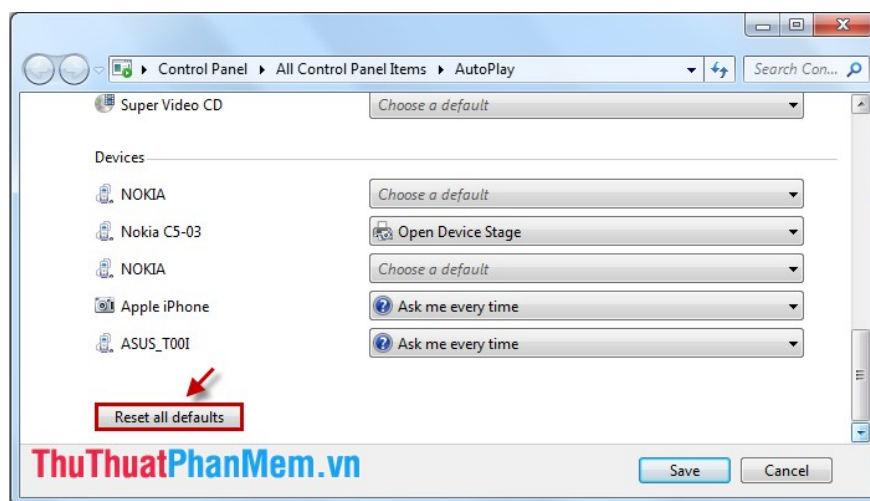 Control Panel All Control Panel Items AutoPlay Search Con...
Super Video CD Choose a default
Devices
NOKIA Choose a default
Nokia C5-03 Open Device Stage
NOKIA Choose a default
Apple iPhone Ask me every time
ASUS_T00I Ask me every time
Reset all defaults
ThuThuatPhanMem.vn
Save Cancel